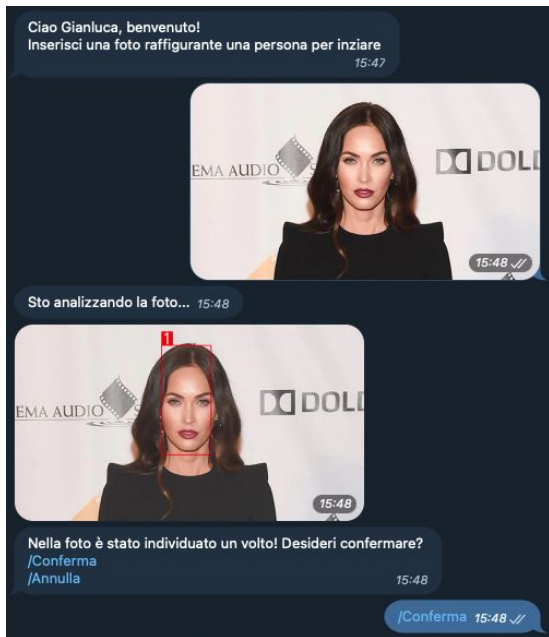 Ciao Gianluca, benvenuto!
Inserisci una foto raffigurante una persona per inziare
15:47
EMA AUDIO
S
DOLB
15:48
Sto analizzando la foto... 15:48
1
EMA AUDIO
S
DOLB
15:48
Nella foto è stato individuato un volto! Desideri confermare?
/Conferma
/Annulla
15:48
/Conferma 15:48